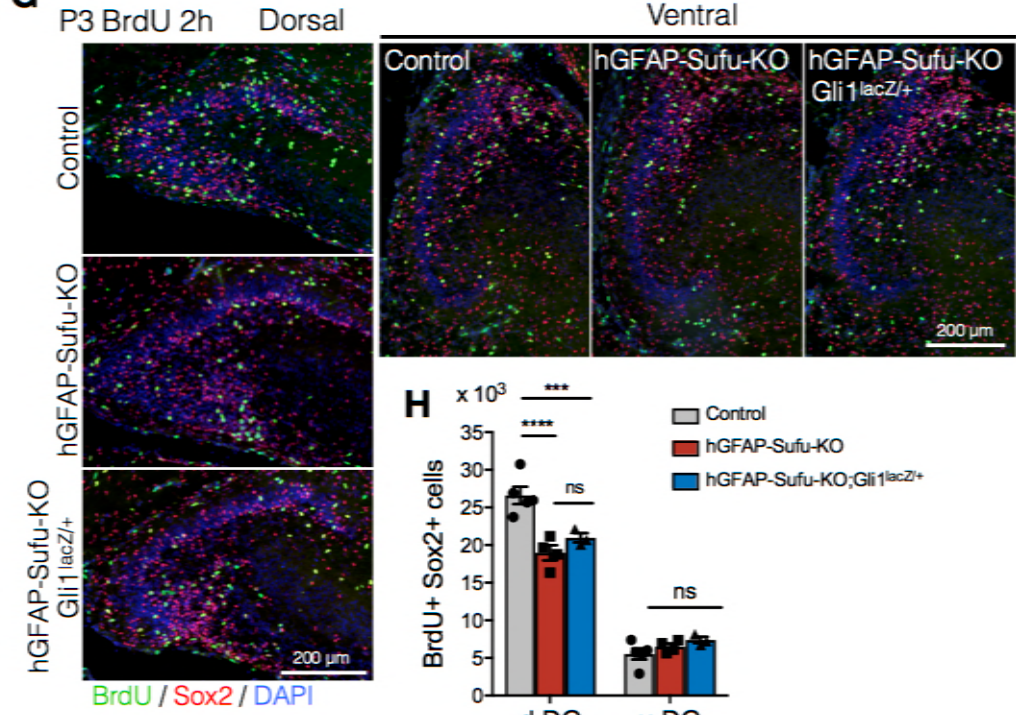 P3 BrdU 2h Dorsal
Ventral
Control
hGFAP-Sufu-KO
hGFAP-Sufu-KO
Gli1lacZ/+
Control
hGFAP-Sufu-KO
hGFAP-Sufu-KO
Gli1lacZ/+
200 µm
200 µm
BrdU / Sox2 / DAPI
H
x 10³
BrdU+ Sox2+ cells
35
30
25
20
15
10
5
0
***
****
ns
ns
Control
hGFAP-Sufu-KO
hGFAP-Sufu-KO;Gli1lacZ/+